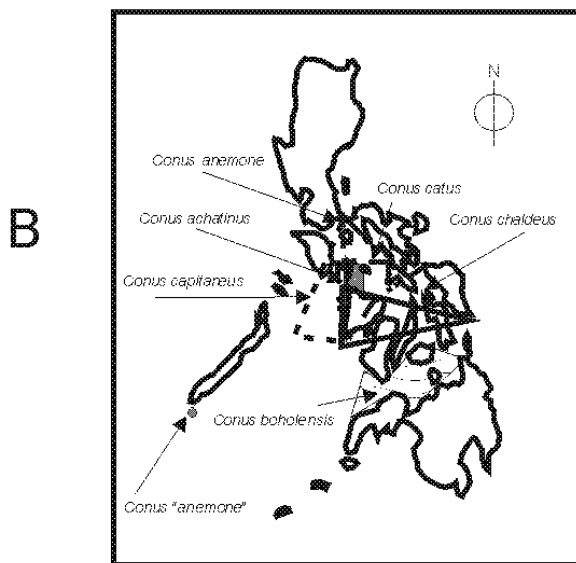 B
N
Conus anemone
Conus catus
Conus achatinus
Conus chaldeus
Conus capitaneus
Conus boholensis
Conus "anemone"